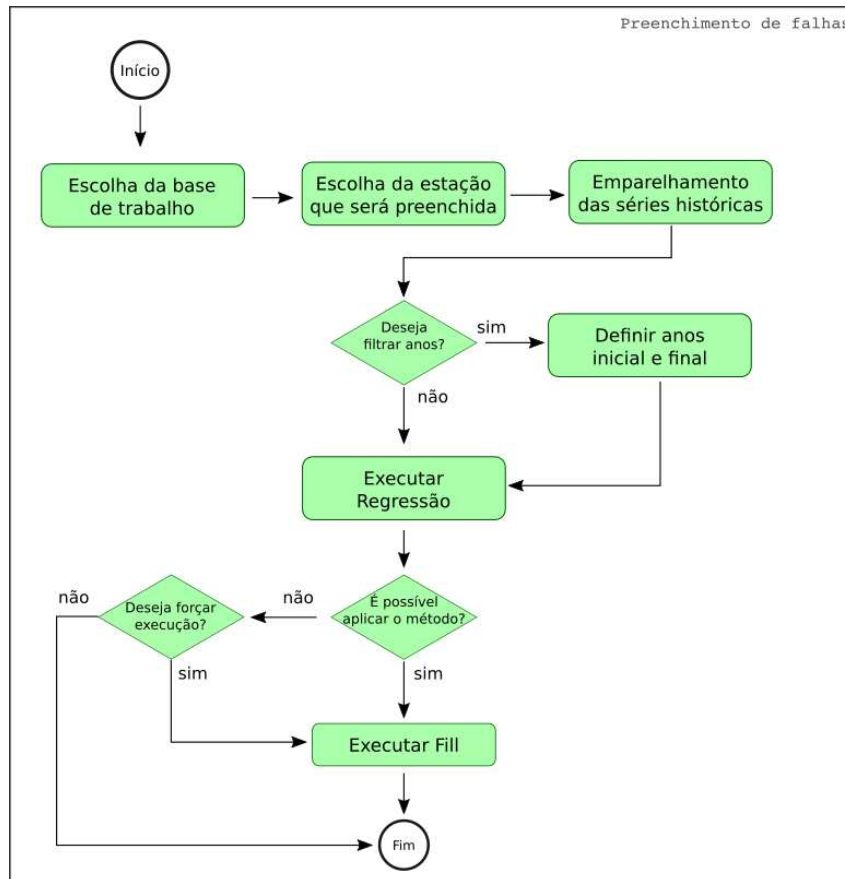 Preenchimento de falhas
Início
Escolha da base
de trabalho
Escolha da estação
que será preenchida
Emparelhamento
das séries históricas
Deseja
filtrar anos?
sim
Definir anos
inicial e final
não
Executar
Regressão
não
Deseja forçar
execução?
não
É possível
aplicar o método?
sim
sim
Executar Fill
Fim